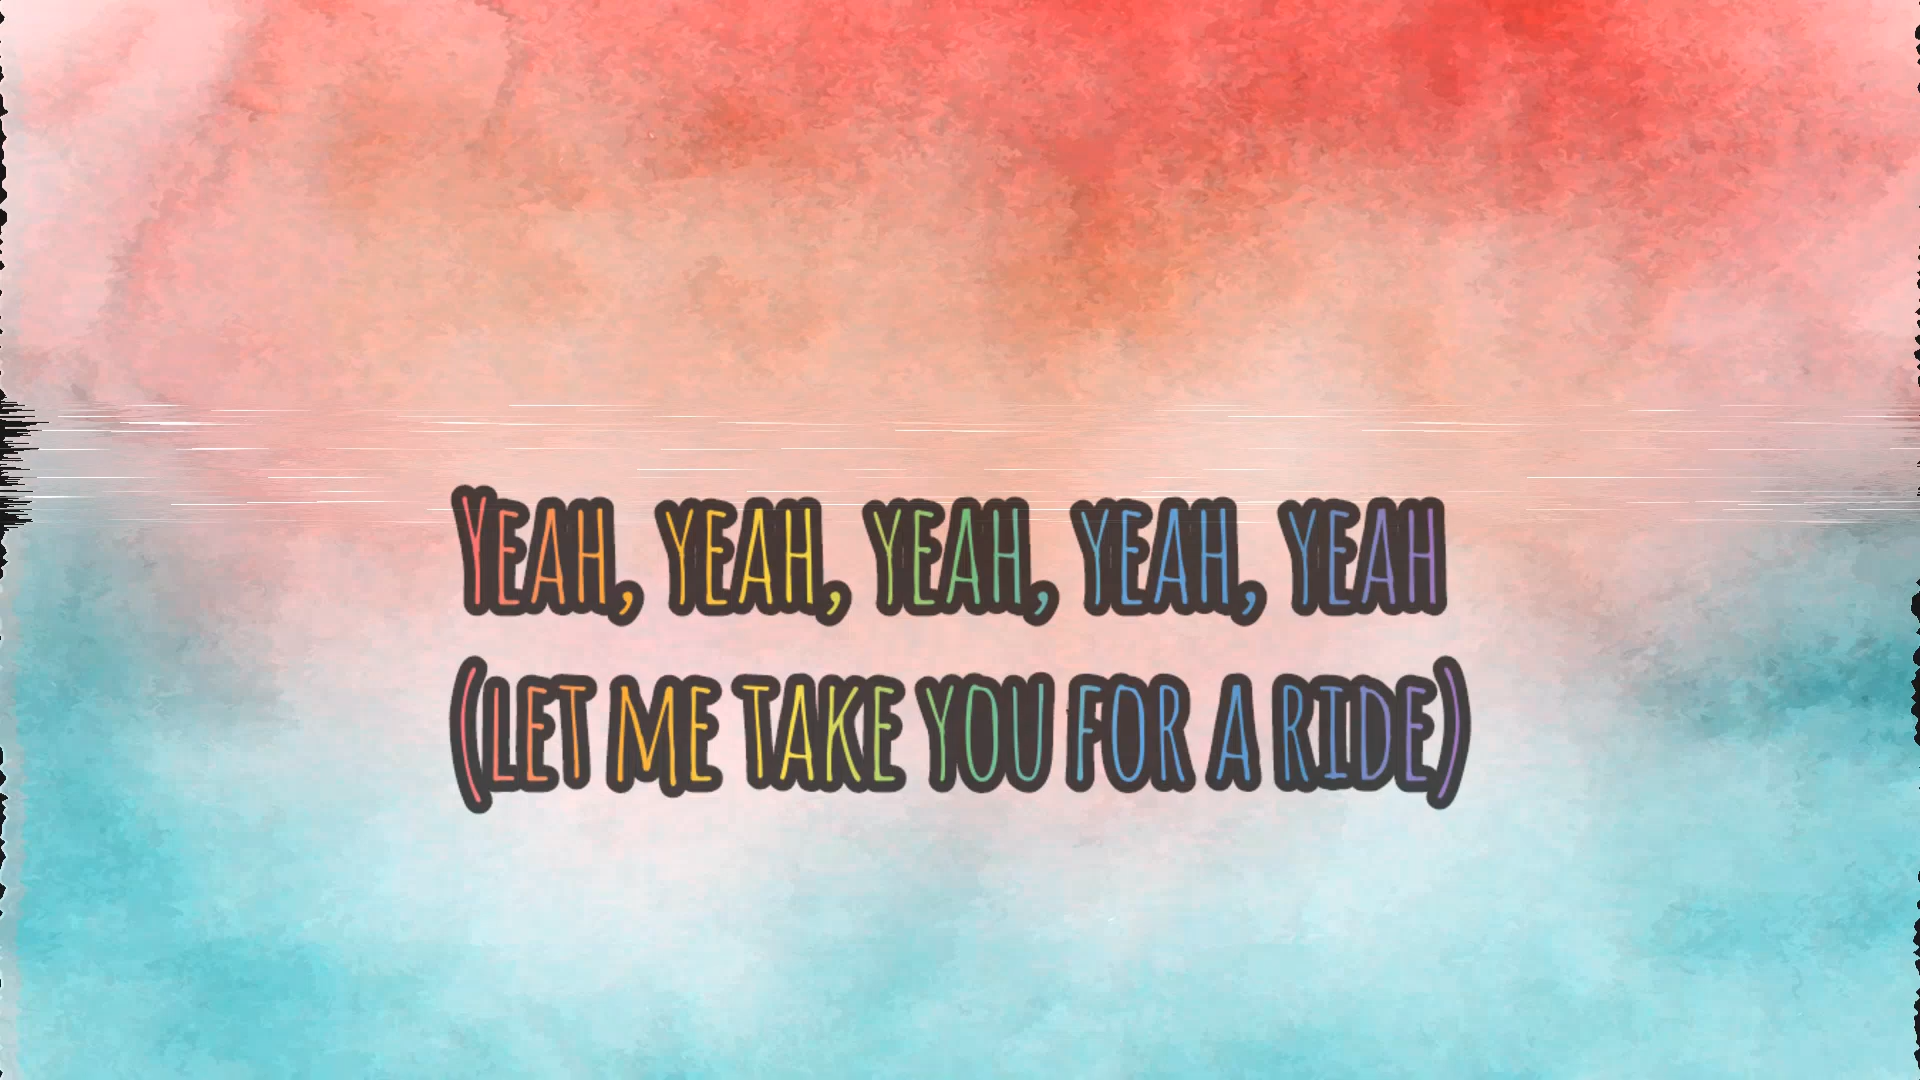 Yeah, yeah, yeah, yeah, yeah
(let me take you for a ride)